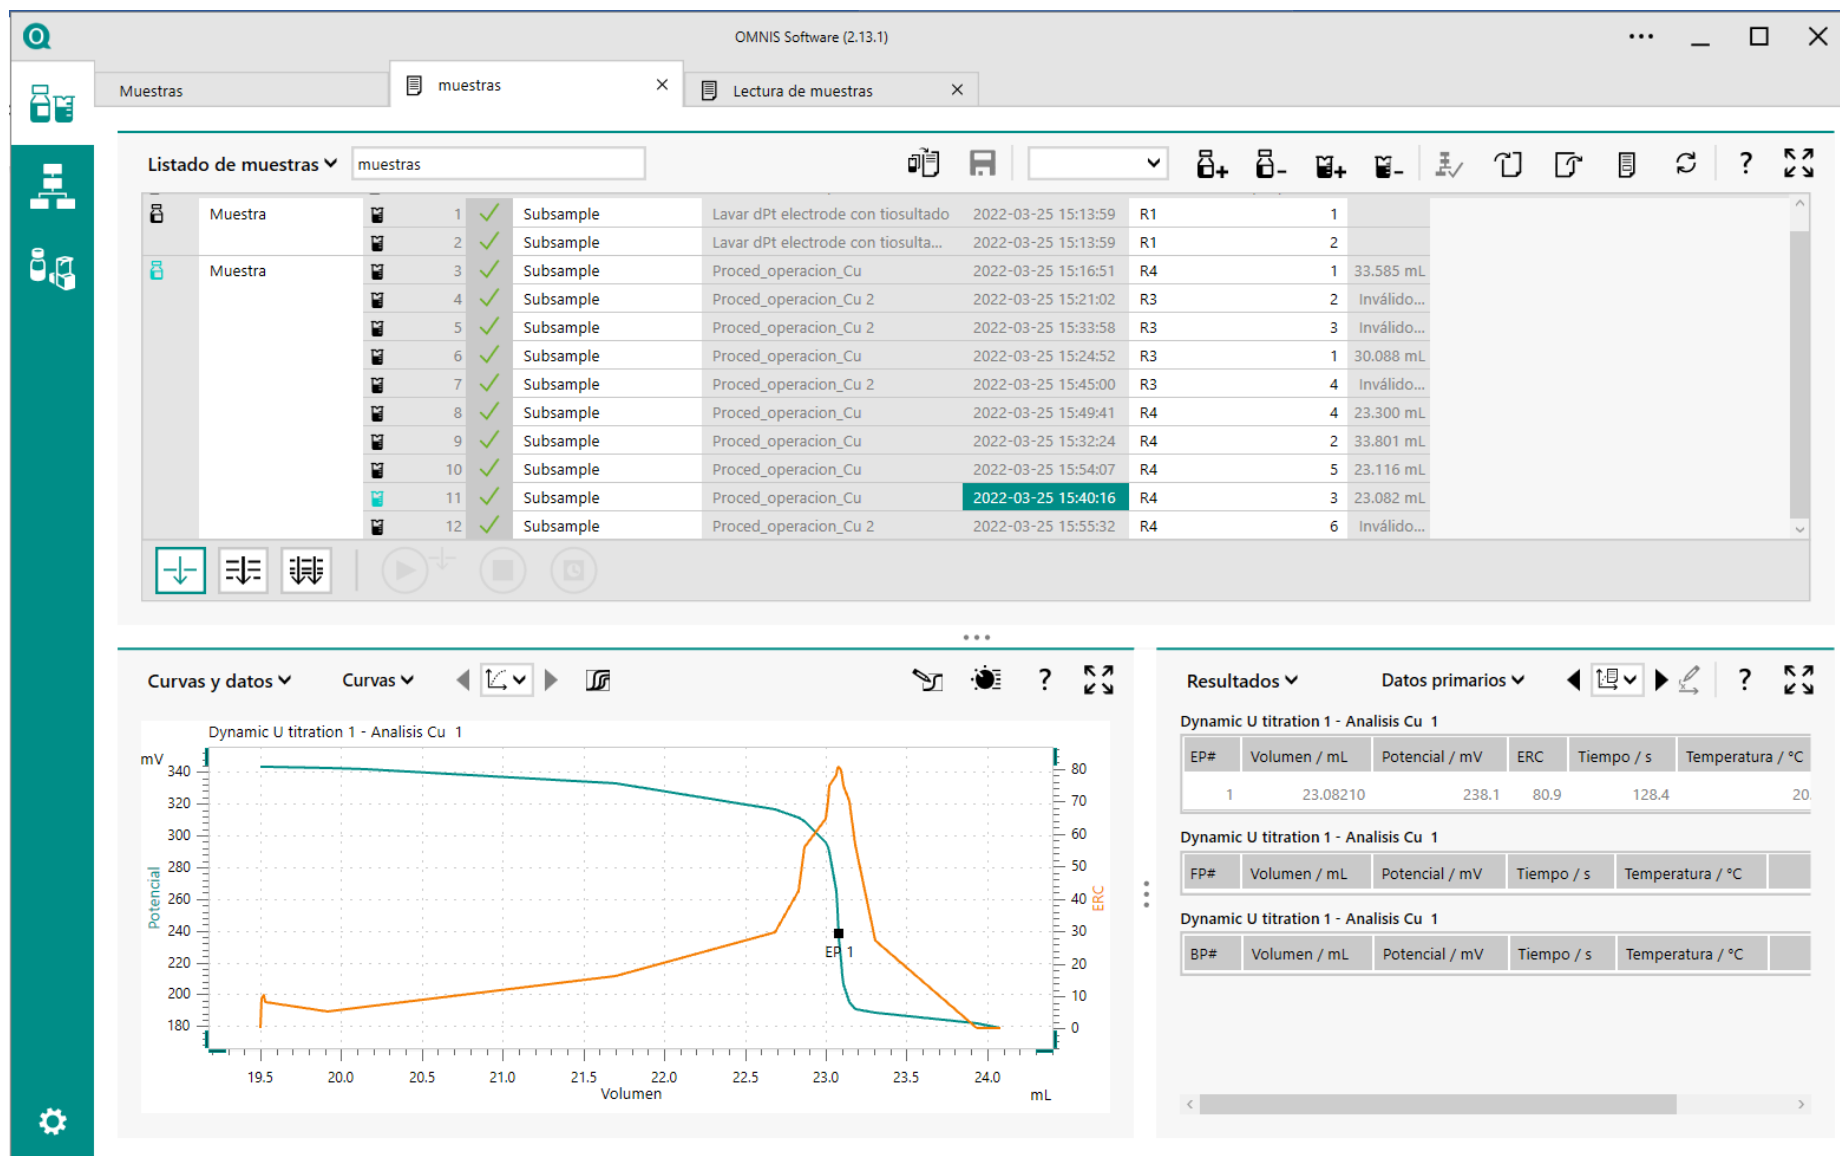 OMNIS Software (2.13.1)
Muestras
muestras
Lectura de muestras
Listado de muestras
muestras
?
Muestra 1 Subsample Lavar dPt electrode con tiosultado 2022-03-25 15:13:59 R1 1
2 Subsample Lavar dPt electrode con tiosulta... 2022-03-25 15:13:59 R1 2
Muestra 3 Subsample Proced_operacion_Cu 2022-03-25 15:16:51 R4 1 33.585 mL
4 Subsample Proced_operacion_Cu 2 2022-03-25 15:21:02 R3 2 Inválido...
5 Subsample Proced_operacion_Cu 2 2022-03-25 15:33:58 R3 3 Inválido...
6 Subsample Proced_operacion_Cu 2022-03-25 15:24:52 R3 1 30.088 mL
7 Subsample Proced_operacion_Cu 2 2022-03-25 15:45:00 R3 4 Inválido...
8 Subsample Proced_operacion_Cu 2022-03-25 15:49:41 R4 4 23.300 mL
9 Subsample Proced_operacion_Cu 2022-03-25 15:32:24 R4 2 33.801 mL
10 Subsample Proced_operacion_Cu 2022-03-25 15:54:07 R4 5 23.116 mL
11 Subsample Proced_operacion_Cu 2022-03-25 15:40:16 R4 3 23.082 mL
12 Subsample Proced_operacion_Cu 2 2022-03-25 15:55:32 R4 6 Inválido...
Curvas y datos
Curvas
?
Dynamic U titration 1 - Analisis Cu 1
mV
340
320
300
280
260
240
220
200
180
Potencial
80
70
60
50
40
30
20
10
0
ERC
EP 1
19.5 20.0 20.5 21.0 21.5 22.0 22.5 23.0 23.5 24.0
Volumen
mL
Resultados
Datos primarios
?
Dynamic U titration 1 - Analisis Cu 1
EP# Volumen / mL Potencial / mV ERC Tiempo / s Temperatura / °C
1 23.08210 238.1 80.9 128.4 20.
Dynamic U titration 1 - Analisis Cu 1
FP# Volumen / mL Potencial / mV Tiempo / s Temperatura / °C
Dynamic U titration 1 - Analisis Cu 1
BP# Volumen / mL Potencial / mV Tiempo / s Temperatura / °C